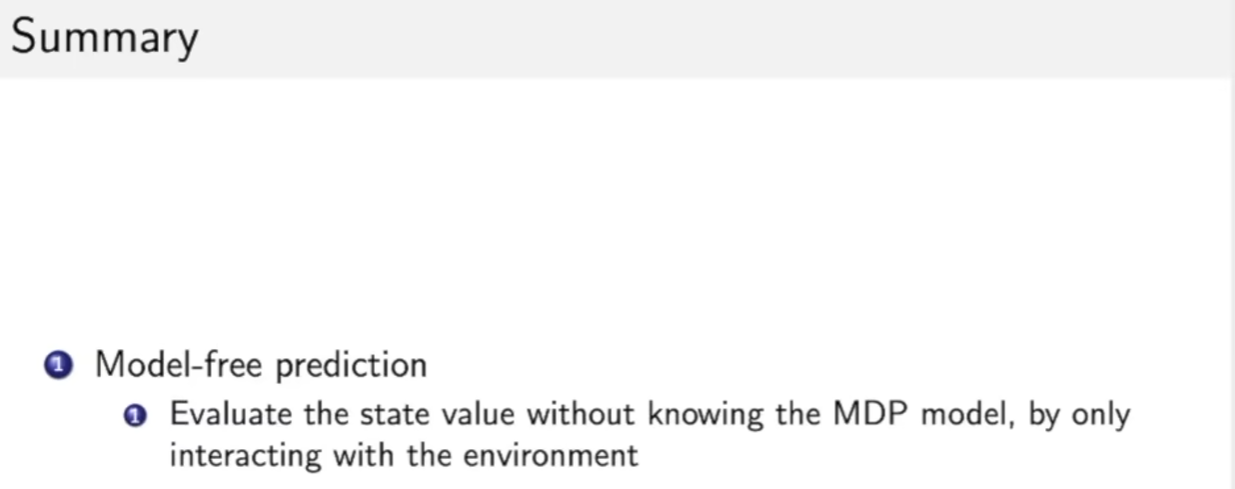 Summary
1 Model-free prediction
1 Evaluate the state value without knowing the MDP model, by only
interacting with the environment